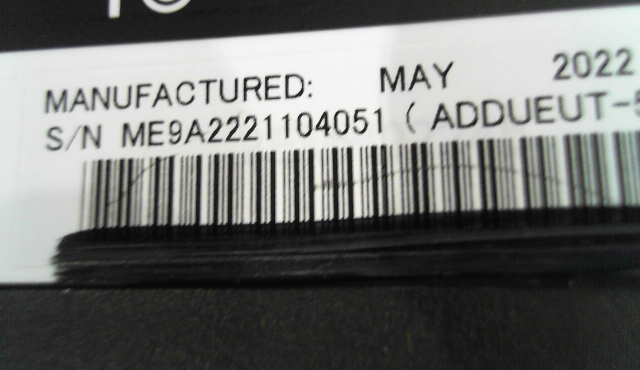 MANUFACTURED: MAY 2022
S/N ME9A2221104051 ( ADDUEUT-